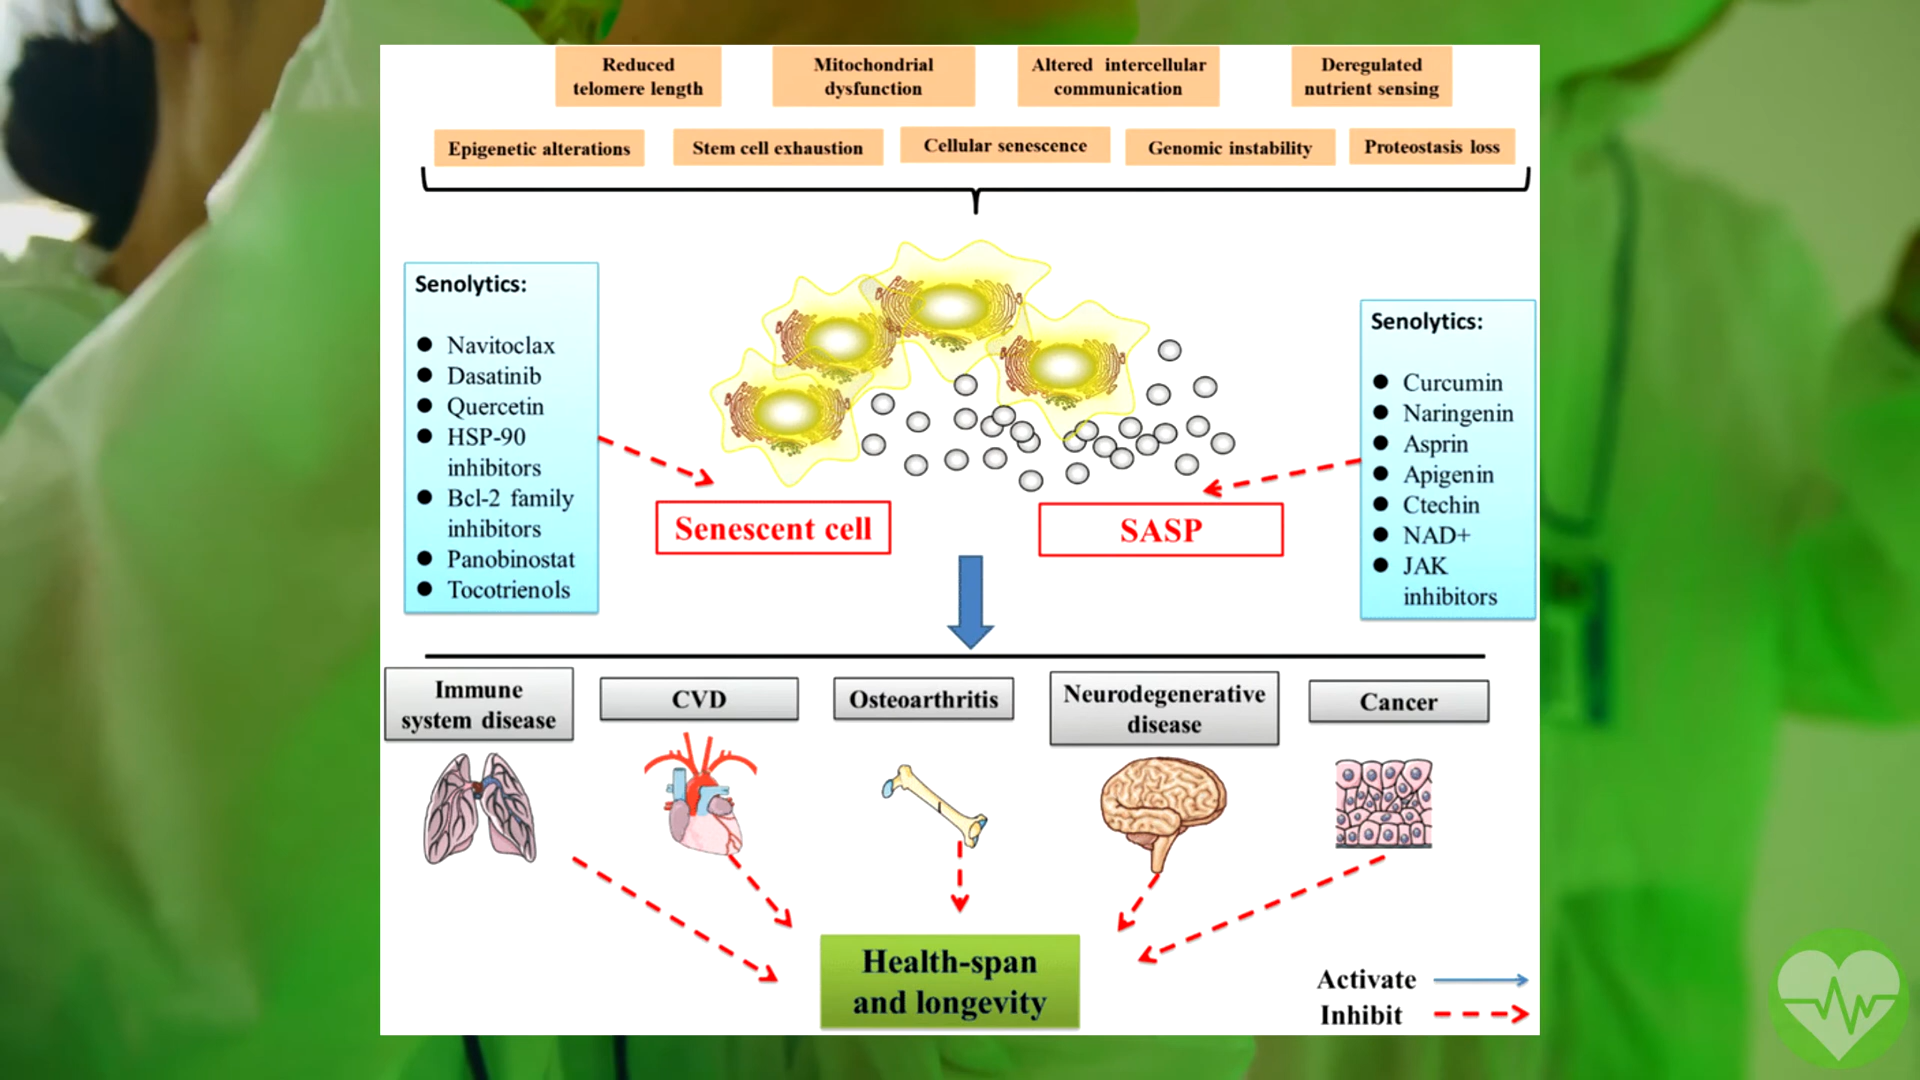 Reduced
telomere length
Mitochondrial
dysfunction
Altered intercellular
communication
Deregulated
nutrient sensing
Epigenetic alterations
Stem cell exhaustion
Cellular senescence
Genomic instability
Proteostasis loss
Senolytics:
Navitoclax
Dasatinib
Quercetin
HSP-90
inhibitors
Bcl-2 family
inhibitors
Panobinostat
Tocotrienols
Senolytics:
Curcumin
Naringenin
Asprin
Apigenin
Ctechin
NAD+
JAK
inhibitors
Senescent cell
SASP
Immune
system disease
CVD
Osteoarthritis
Neurodegenerative
disease
Cancer
Health-span
and longevity
Activate
Inhibit